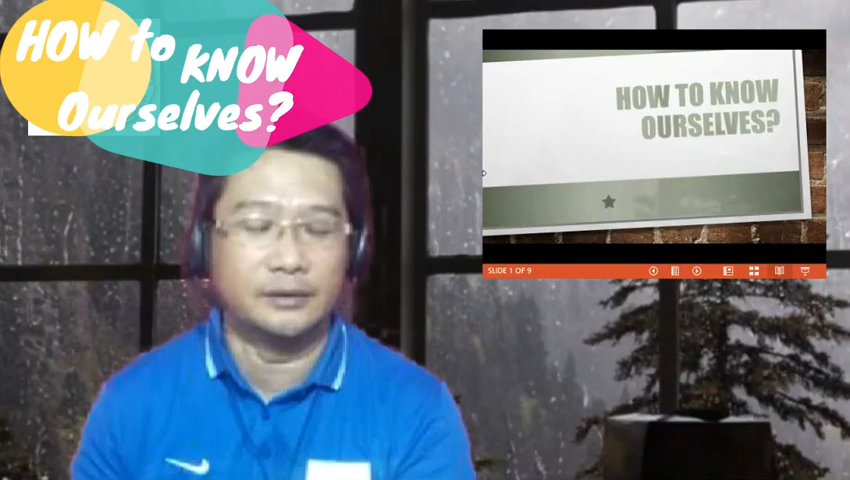 HOW to
KNOW
Ourselves?
HOW TO KNOW
OURSELVES?
SLIDE 1 OF 9